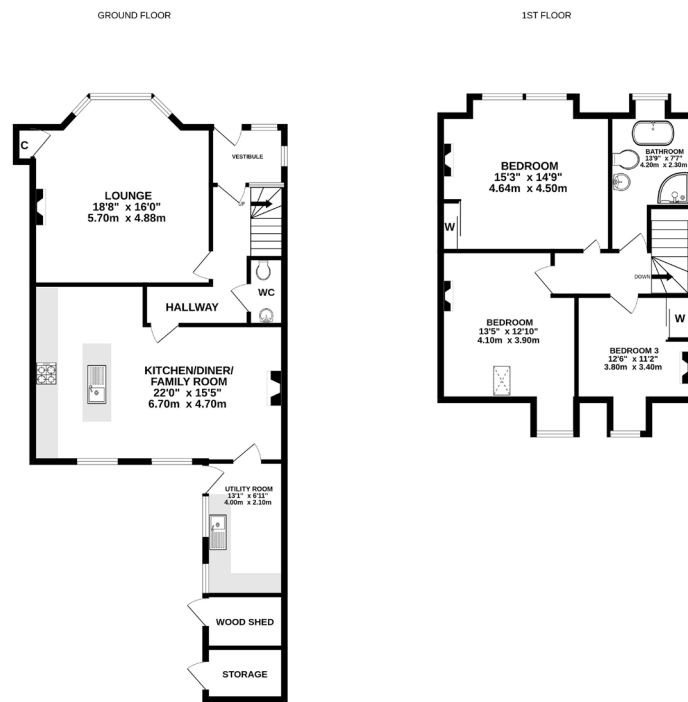 GROUND FLOOR
C
VESTIBULE
LOUNGE
18'8" x 16'0"
5.70m x 4.88m
UP
WC
HALLWAY
KITCHEN/DINER/
FAMILY ROOM
22'0" x 15'5"
6.70m x 4.70m
UTILITY ROOM
13'1" x 6'11"
4.00m x 2.10m
WOOD SHED
STORAGE
1ST FLOOR
BEDROOM
15'3" x 14'9"
4.64m x 4.50m
BATHROOM
13'9" x 7'7"
4.20m x 2.30m
W
DOWN
BEDROOM
13'5" x 12'10"
4.10m x 3.90m
W
BEDROOM 3
12'6" x 11'2"
3.80m x 3.40m